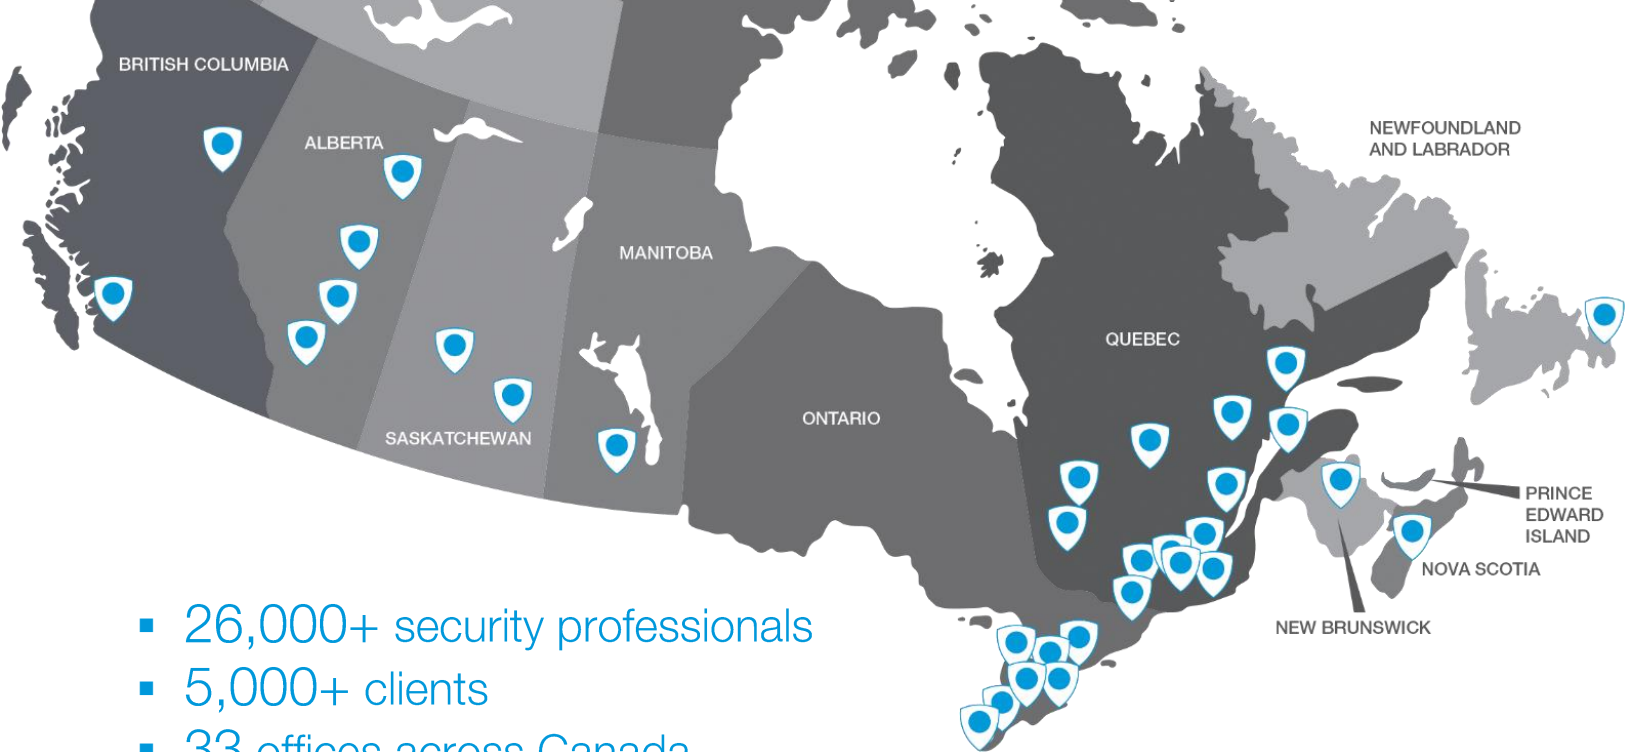 BRITISH COLUMBIA
ALBERTA
NEWFOUNDLAND
AND LABRADOR
MANITOBA
QUEBEC
ONTARIO
SASKATCHEWAN
PRINCE
EDWARD
ISLAND
NOVA SCOTIA
NEW BRUNSWICK
▪ 26,000+ security professionals
▪ 5,000+ clients
▪ 33 offices across Canada